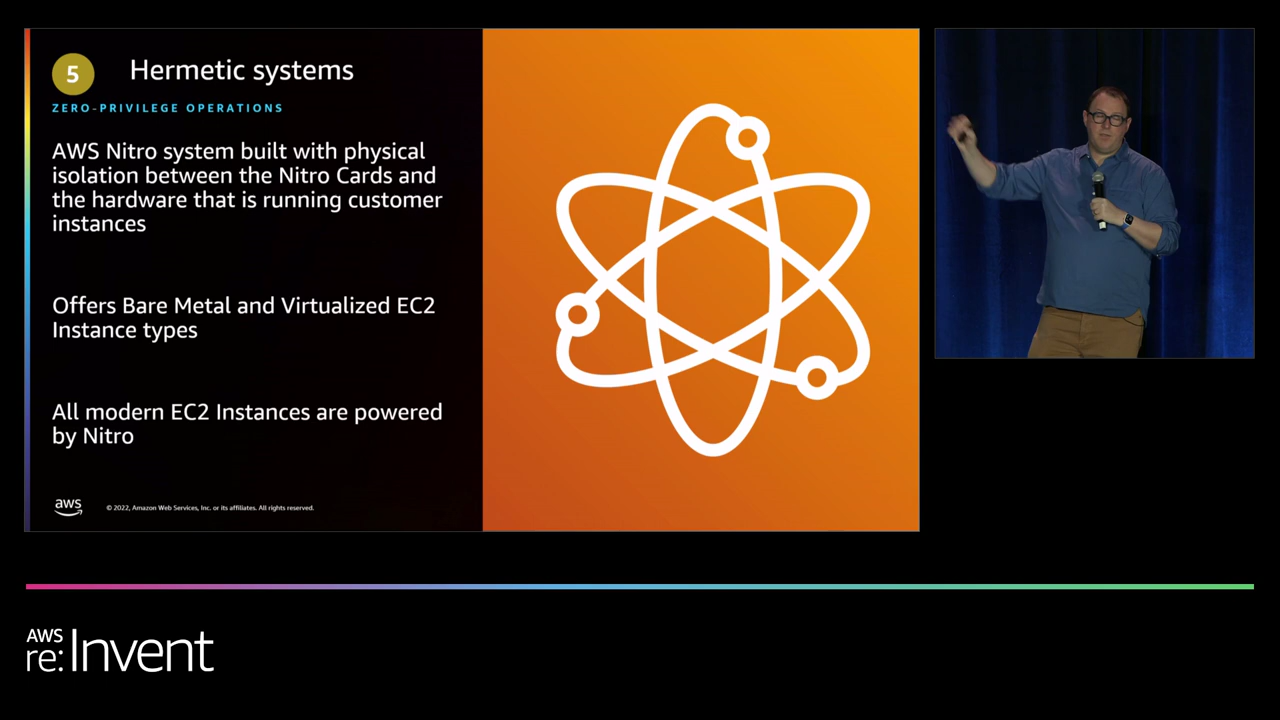 5
Hermetic systems
ZERO-PRIVILEGE OPERATIONS
AWS Nitro system built with physical
isolation between the Nitro Cards and
the hardware that is running customer
instances
Offers Bare Metal and Virtualized EC2
Instance types
All modern EC2 Instances are powered
by Nitro
aws
© 2022, Amazon Web Services, Inc. or its affiliates. All rights reserved.
AWS
re:Invent